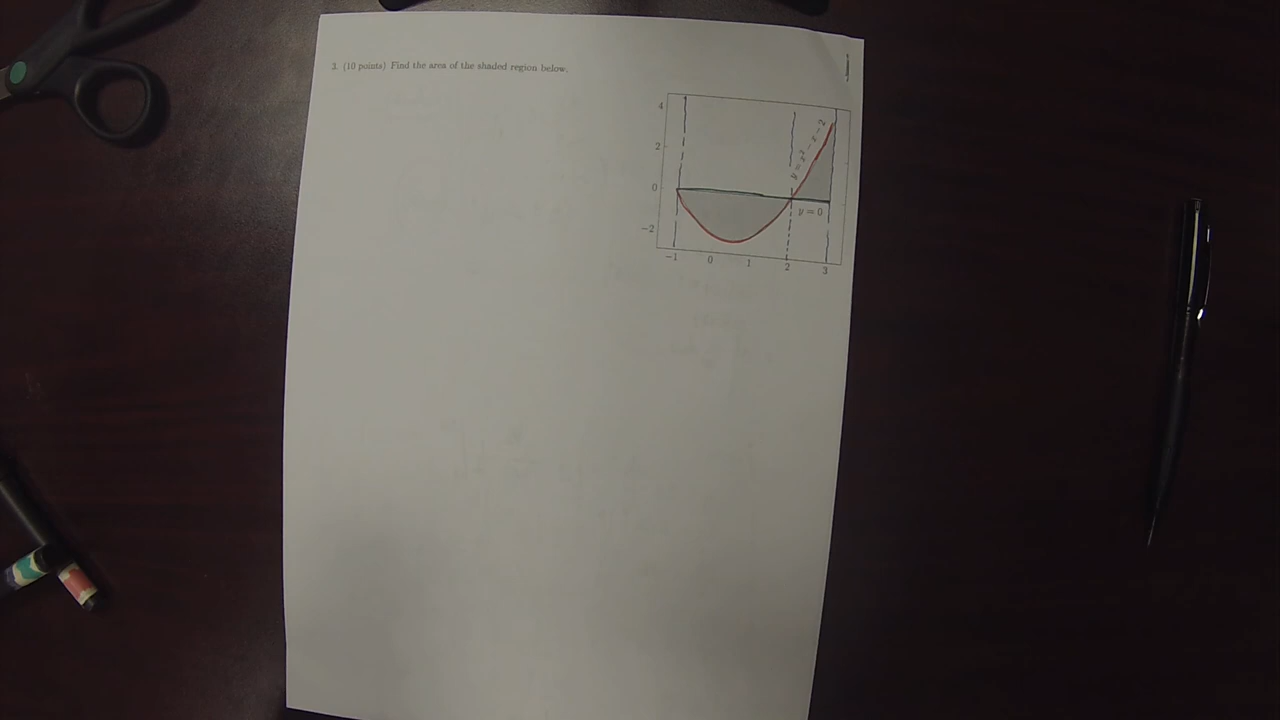 3. (10 points) Find the area of the shaded region below.
4
2
0
−2
−1 0 1 2 3
y = x² − x − 2
y = 0